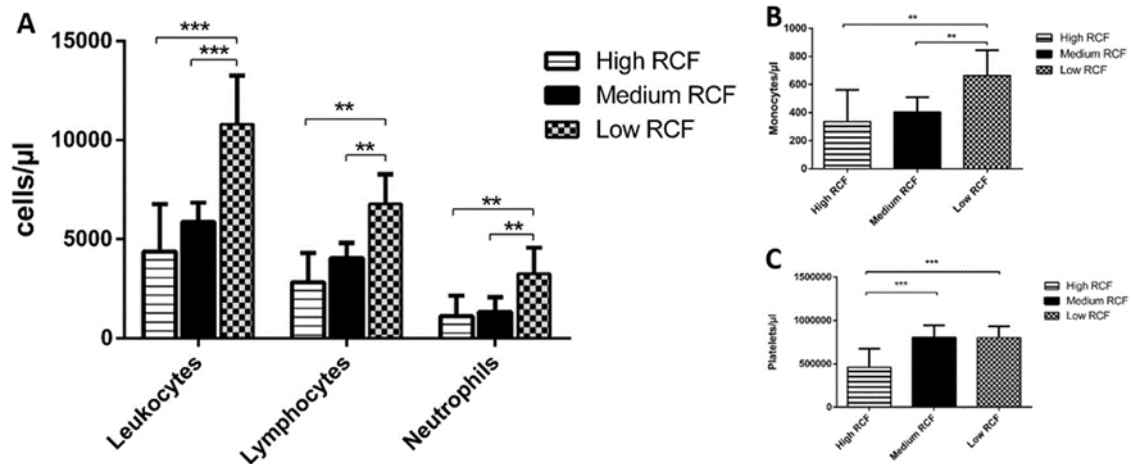 A
***
***
**
**
**
**
15000
10000
5000
0
cells/µl
High RCF
Medium RCF
Low RCF
Leukocytes
Lymphocytes
Neutrophils
B
**
**
1000
800
600
400
200
0
Monocytes/µl
High RCF
Medium RCF
Low RCF
High RCF
Medium RCF
Low RCF
C
***
***
1500000
1000000
500000
0
Platelets/µl
High RCF
Medium RCF
Low RCF
High RCF
Medium RCF
Low RCF